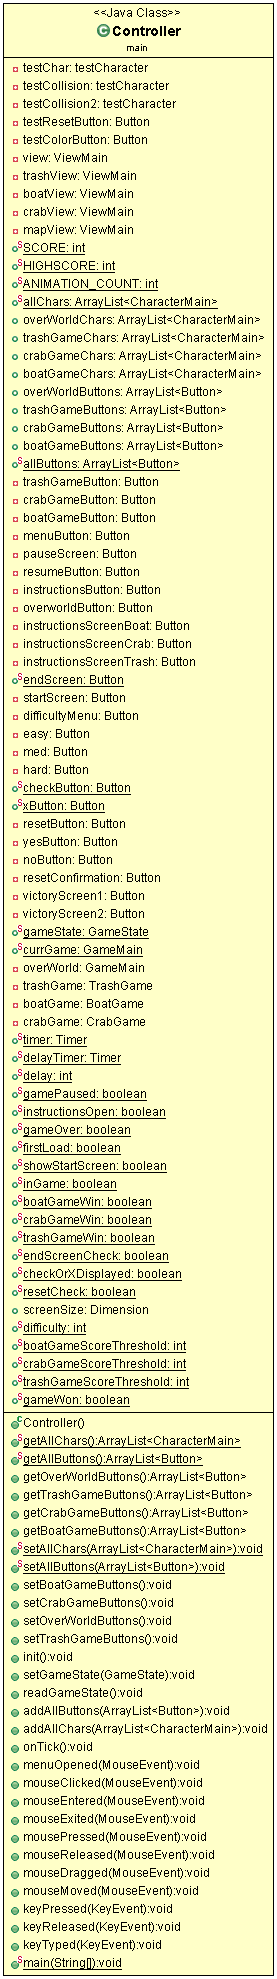 <<Java Class>>
Controller
main
testChar: testCharacter
testCollision: testCharacter
testCollision2: testCharacter
testResetButton: Button
testColorButton: Button
view: ViewMain
trashView: ViewMain
boatView: ViewMain
crabView: ViewMain
mapView: ViewMain
SCORE: int
HIGHSCORE: int
ANIMATION_COUNT: int
allChars: ArrayList<CharacterMain>
overWorldChars: ArrayList<CharacterMain>
trashGameChars: ArrayList<CharacterMain>
crabGameChars: ArrayList<CharacterMain>
boatGameChars: ArrayList<CharacterMain>
overWorldButtons: ArrayList<Button>
trashGameButtons: ArrayList<Button>
crabGameButtons: ArrayList<Button>
boatGameButtons: ArrayList<Button>
allButtons: ArrayList<Button>
trashGameButton: Button
crabGameButton: Button
boatGameButton: Button
menuButton: Button
pauseScreen: Button
resumeButton: Button
instructionsButton: Button
overworldButton: Button
instructionsScreenBoat: Button
instructionsScreenCrab: Button
instructionsScreenTrash: Button
endScreen: Button
startScreen: Button
difficultyMenu: Button
easy: Button
med: Button
hard: Button
checkButton: Button
xButton: Button
resetButton: Button
yesButton: Button
noButton: Button
resetConfirmation: Button
victoryScreen1: Button
victoryScreen2: Button
gameState: GameState
currGame: GameMain
overWorld: GameMain
trashGame: TrashGame
boatGame: BoatGame
crabGame: CrabGame
timer: Timer
delayTimer: Timer
delay: int
gamePaused: boolean
instructionsOpen: boolean
gameOver: boolean
firstLoad: boolean
showStartScreen: boolean
inGame: boolean
boatGameWin: boolean
crabGameWin: boolean
trashGameWin: boolean
endScreenCheck: boolean
checkOrXDisplayed: boolean
resetCheck: boolean
screenSize: Dimension
difficulty: int
boatGameScoreThreshold: int
crabGameScoreThreshold: int
trashGameScoreThreshold: int
gameWon: boolean
Controller()
getAllChars():ArrayList<CharacterMain>
getAllButtons():ArrayList<Button>
getOverWorldButtons():ArrayList<Button>
getTrashGameButtons():ArrayList<Button>
getCrabGameButtons():ArrayList<Button>
getBoatGameButtons():ArrayList<Button>
setAllChars(ArrayList<CharacterMain>):void
setAllButtons(ArrayList<Button>):void
setBoatGameButtons():void
setCrabGameButtons():void
setOverWorldButtons():void
setTrashGameButtons():void
init():void
setGameState(GameState):void
readGameState():void
addAllButtons(ArrayList<Button>):void
addAllChars(ArrayList<CharacterMain>):void
onTick():void
menuOpened(MouseEvent):void
mouseClicked(MouseEvent):void
mouseEntered(MouseEvent):void
mouseExited(MouseEvent):void
mousePressed(MouseEvent):void
mouseReleased(MouseEvent):void
mouseDragged(MouseEvent):void
mouseMoved(MouseEvent):void
keyPressed(KeyEvent):void
keyReleased(KeyEvent):void
keyTyped(KeyEvent):void
main(String[]):void